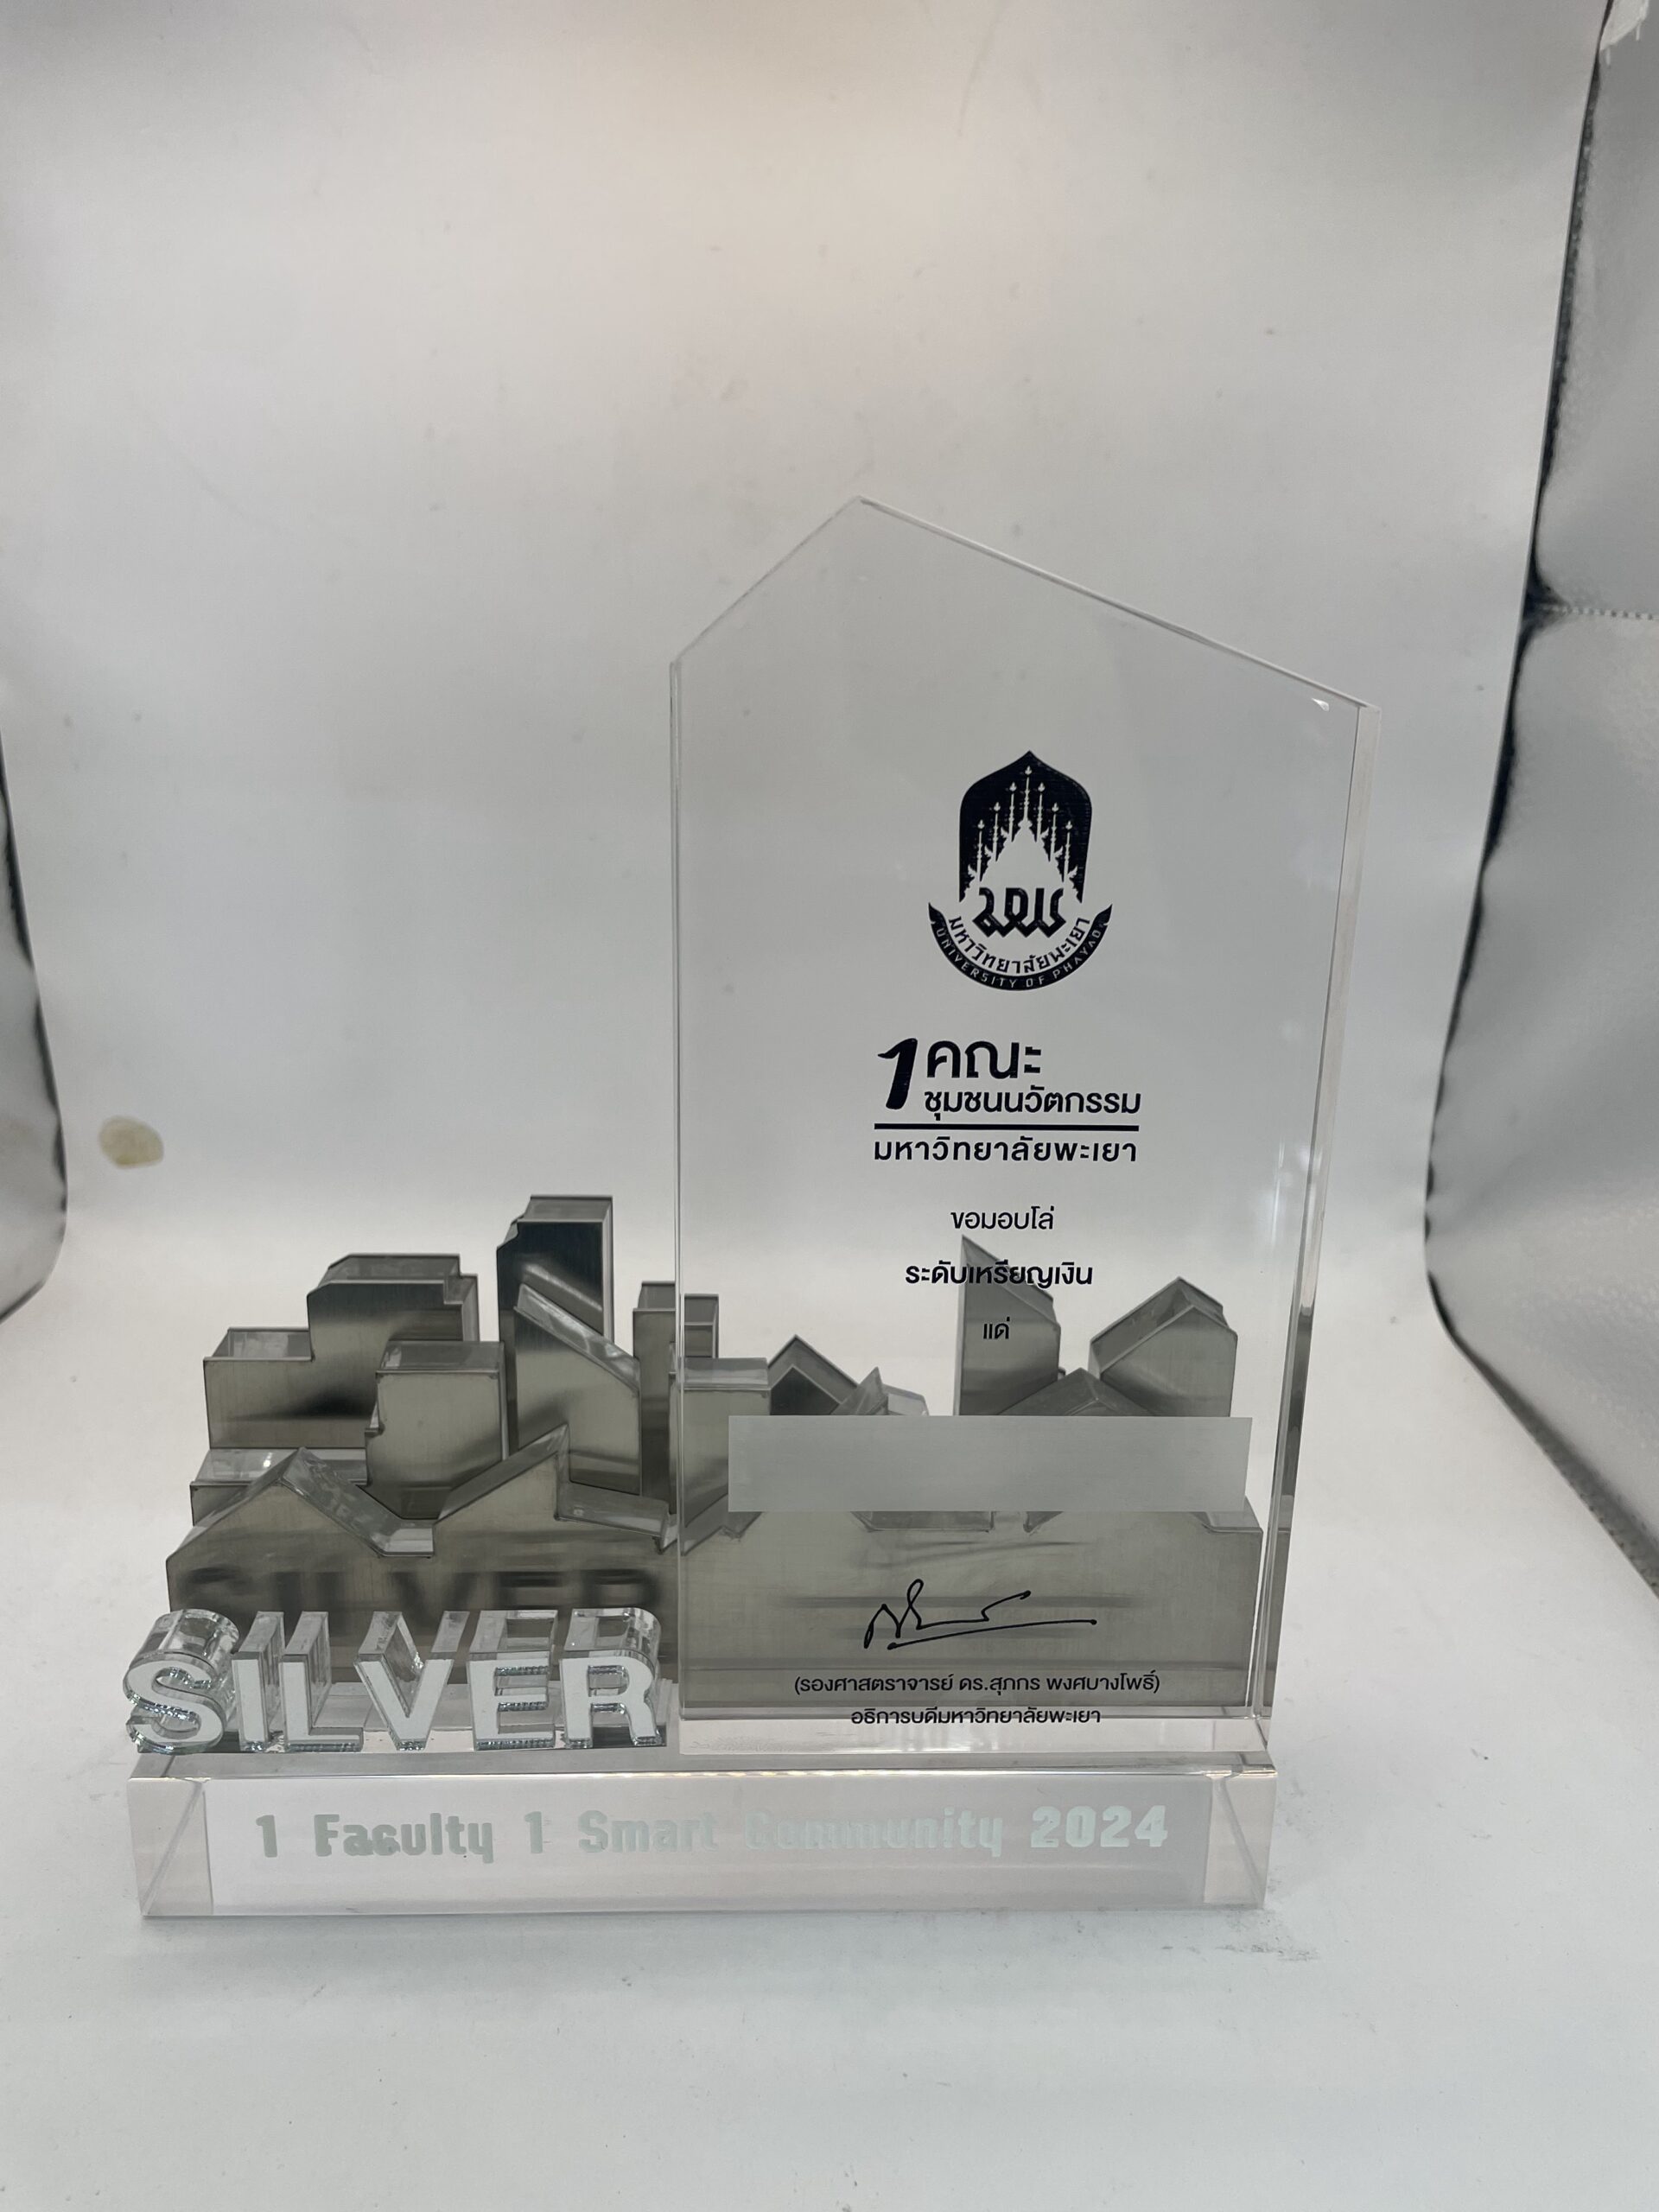 มพ
มหาวิทยาลัยพะเยา
UNIVERSITY OF PHAYAO
1 คณะ
ชุมชนนวัตกรรม
มหาวิทยาลัยพะเยา
ขอมอบโล่
ระดับเหรียญเงิน
แด่
(รองศาสตราจารย์ ดร.สุภกร พงศบางโพธิ์)
อธิการบดีมหาวิทยาลัยพะเยา
SILVER
1 Faculty 1 Smart Community 2024